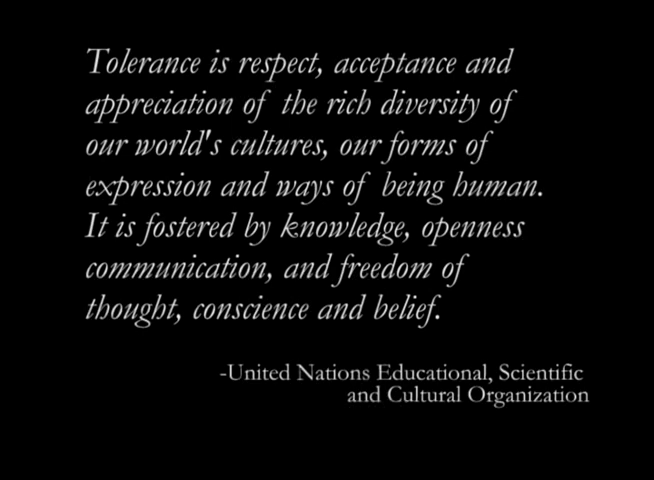 Tolerance is respect, acceptance and
appreciation of the rich diversity of
our world's cultures, our forms of
expression and ways of being human.
It is fostered by knowledge, openness
communication, and freedom of
thought, conscience and belief.
-United Nations Educational, Scientific
and Cultural Organization